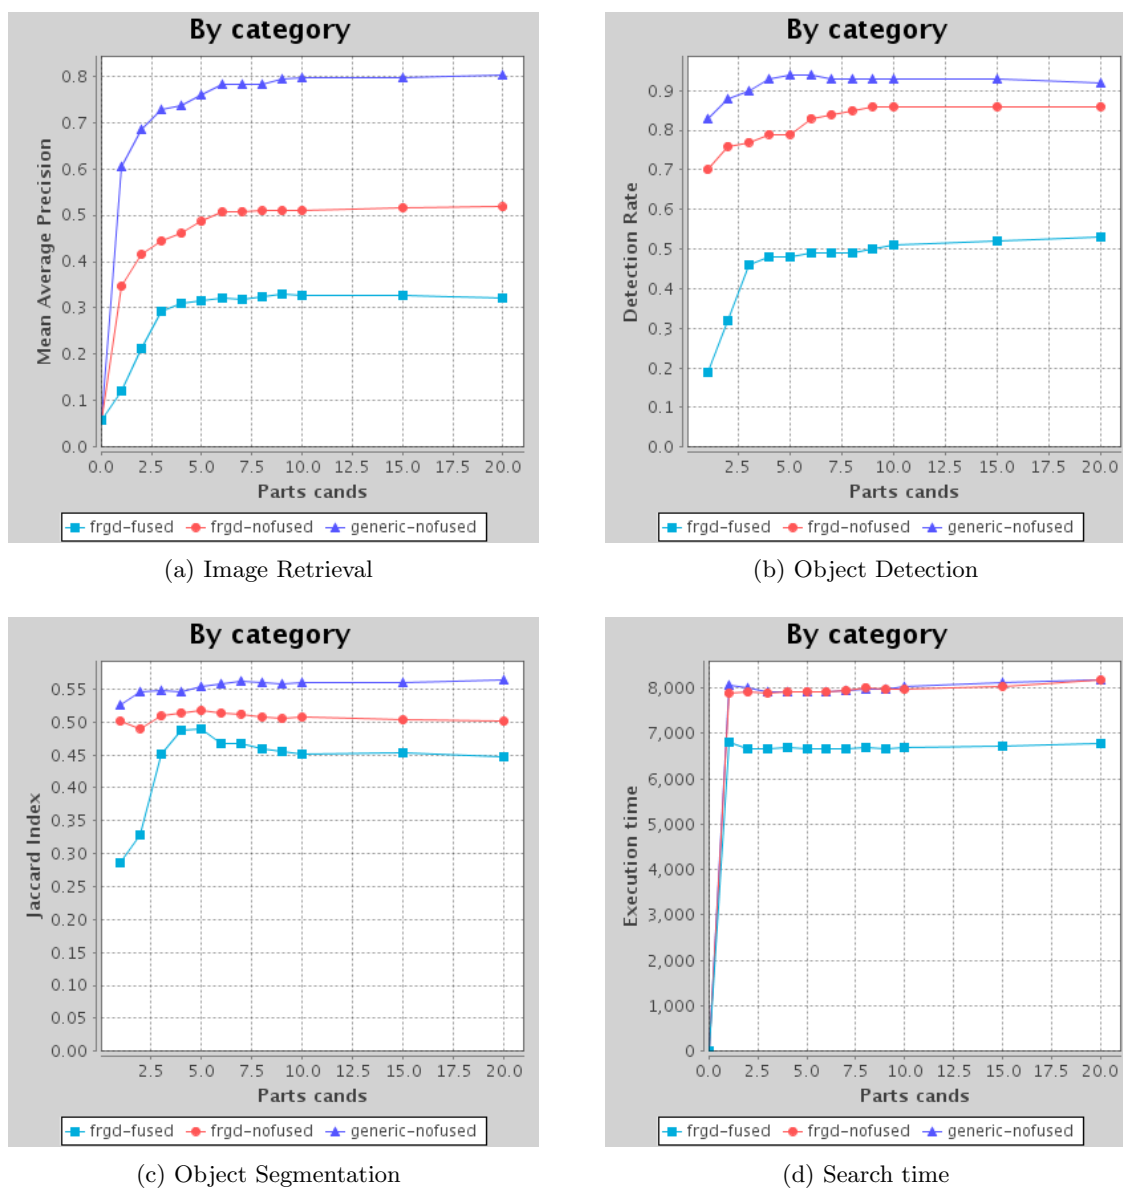 By category
Mean Average Precision
0.8
0.7
0.6
0.5
0.4
0.3
0.2
0.1
0.0
0.0 2.5 5.0 7.5 10.0 12.5 15.0 17.5 20.0
Parts cands
frgd-fused frgd-nofused generic-nofused
(a) Image Retrieval
By category
Detection Rate
0.9
0.8
0.7
0.6
0.5
0.4
0.3
0.2
0.1
0.0
2.5 5.0 7.5 10.0 12.5 15.0 17.5 20.0
Parts cands
frgd-fused frgd-nofused generic-nofused
(b) Object Detection
By category
Jaccard Index
0.55
0.50
0.45
0.40
0.35
0.30
0.25
0.20
0.15
0.10
0.05
0.00
2.5 5.0 7.5 10.0 12.5 15.0 17.5 20.0
Parts cands
frgd-fused frgd-nofused generic-nofused
(c) Object Segmentation
By category
Execution time
8,000
7,000
6,000
5,000
4,000
3,000
2,000
1,000
0
0.0 2.5 5.0 7.5 10.0 12.5 15.0 17.5 20.0
Parts cands
frgd-fused frgd-nofused generic-nofused
(d) Search time